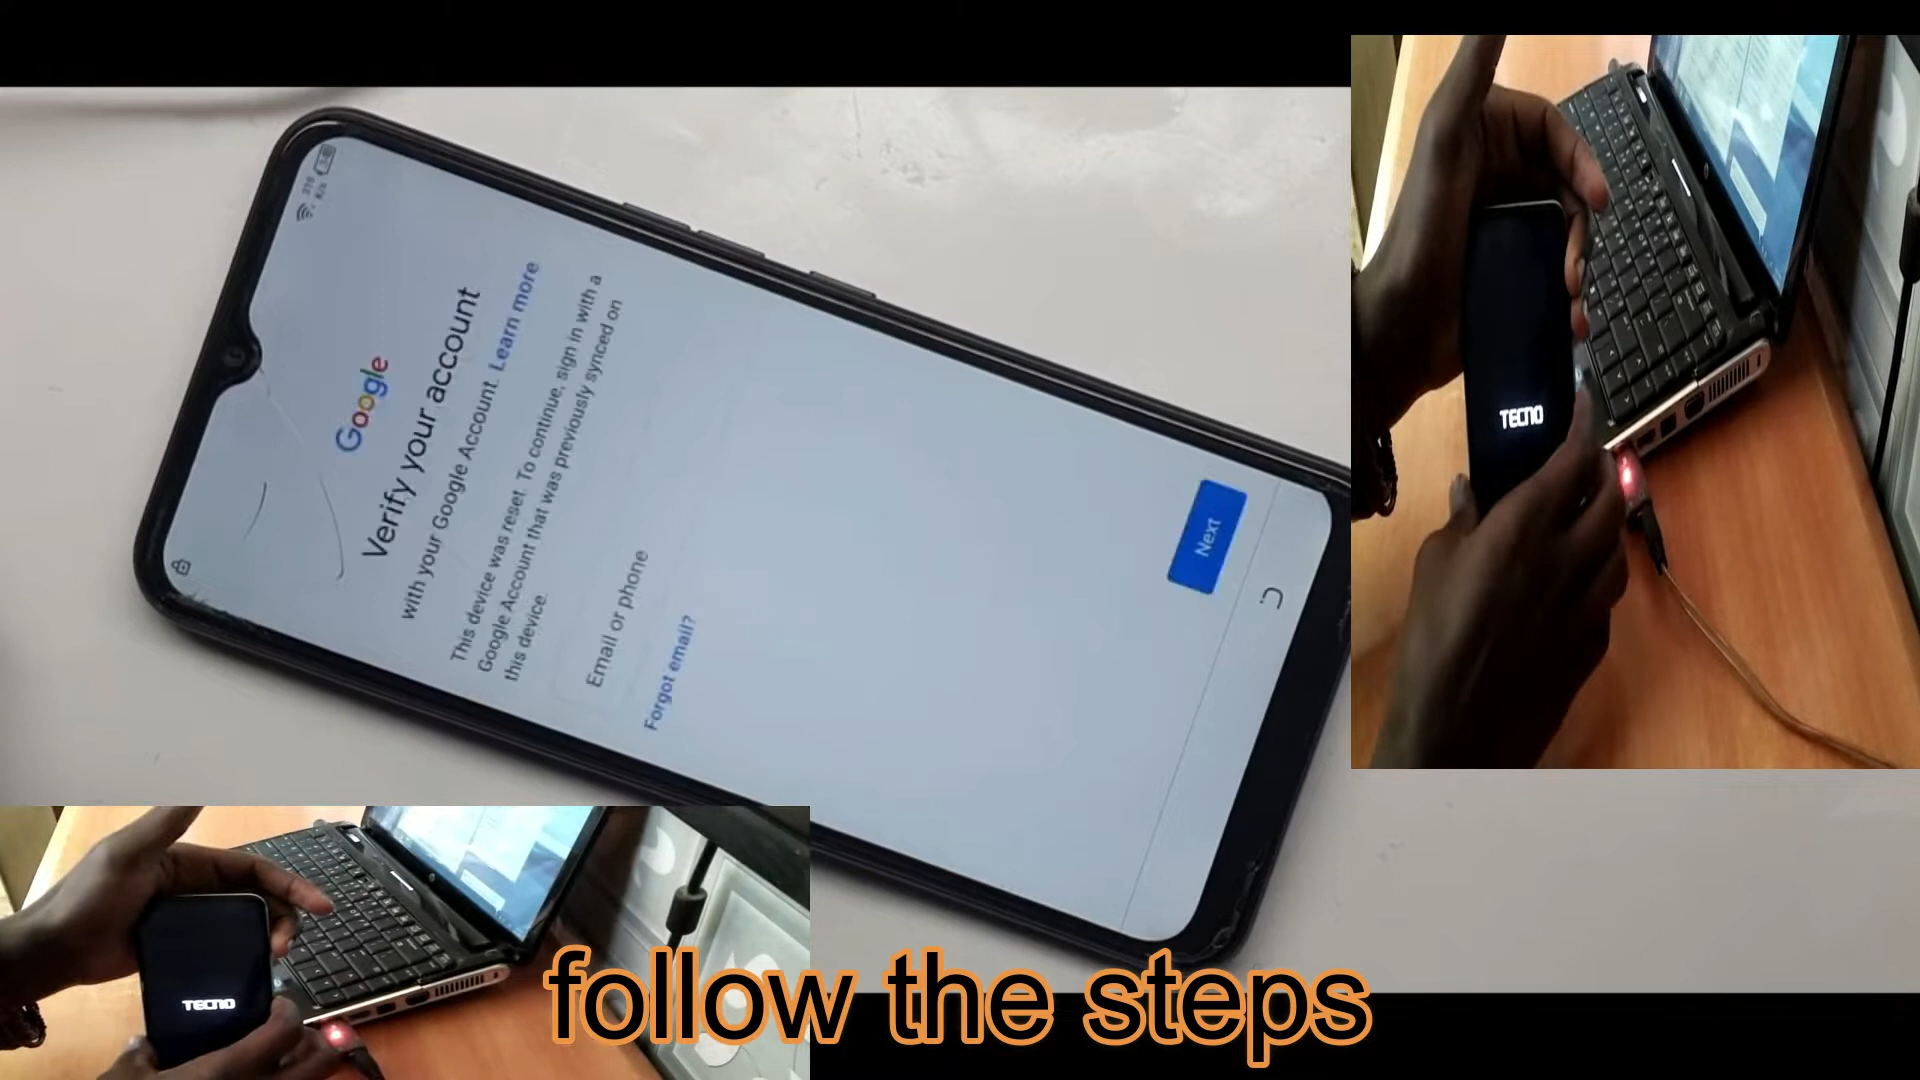 Google
Verify your account
with your Google Account. Learn more
This device was reset. To continue, sign in with a
Google Account that was previously synced on
this device.
Email or phone
Forgot email?
Next
TECNO
TECNO
follow the steps